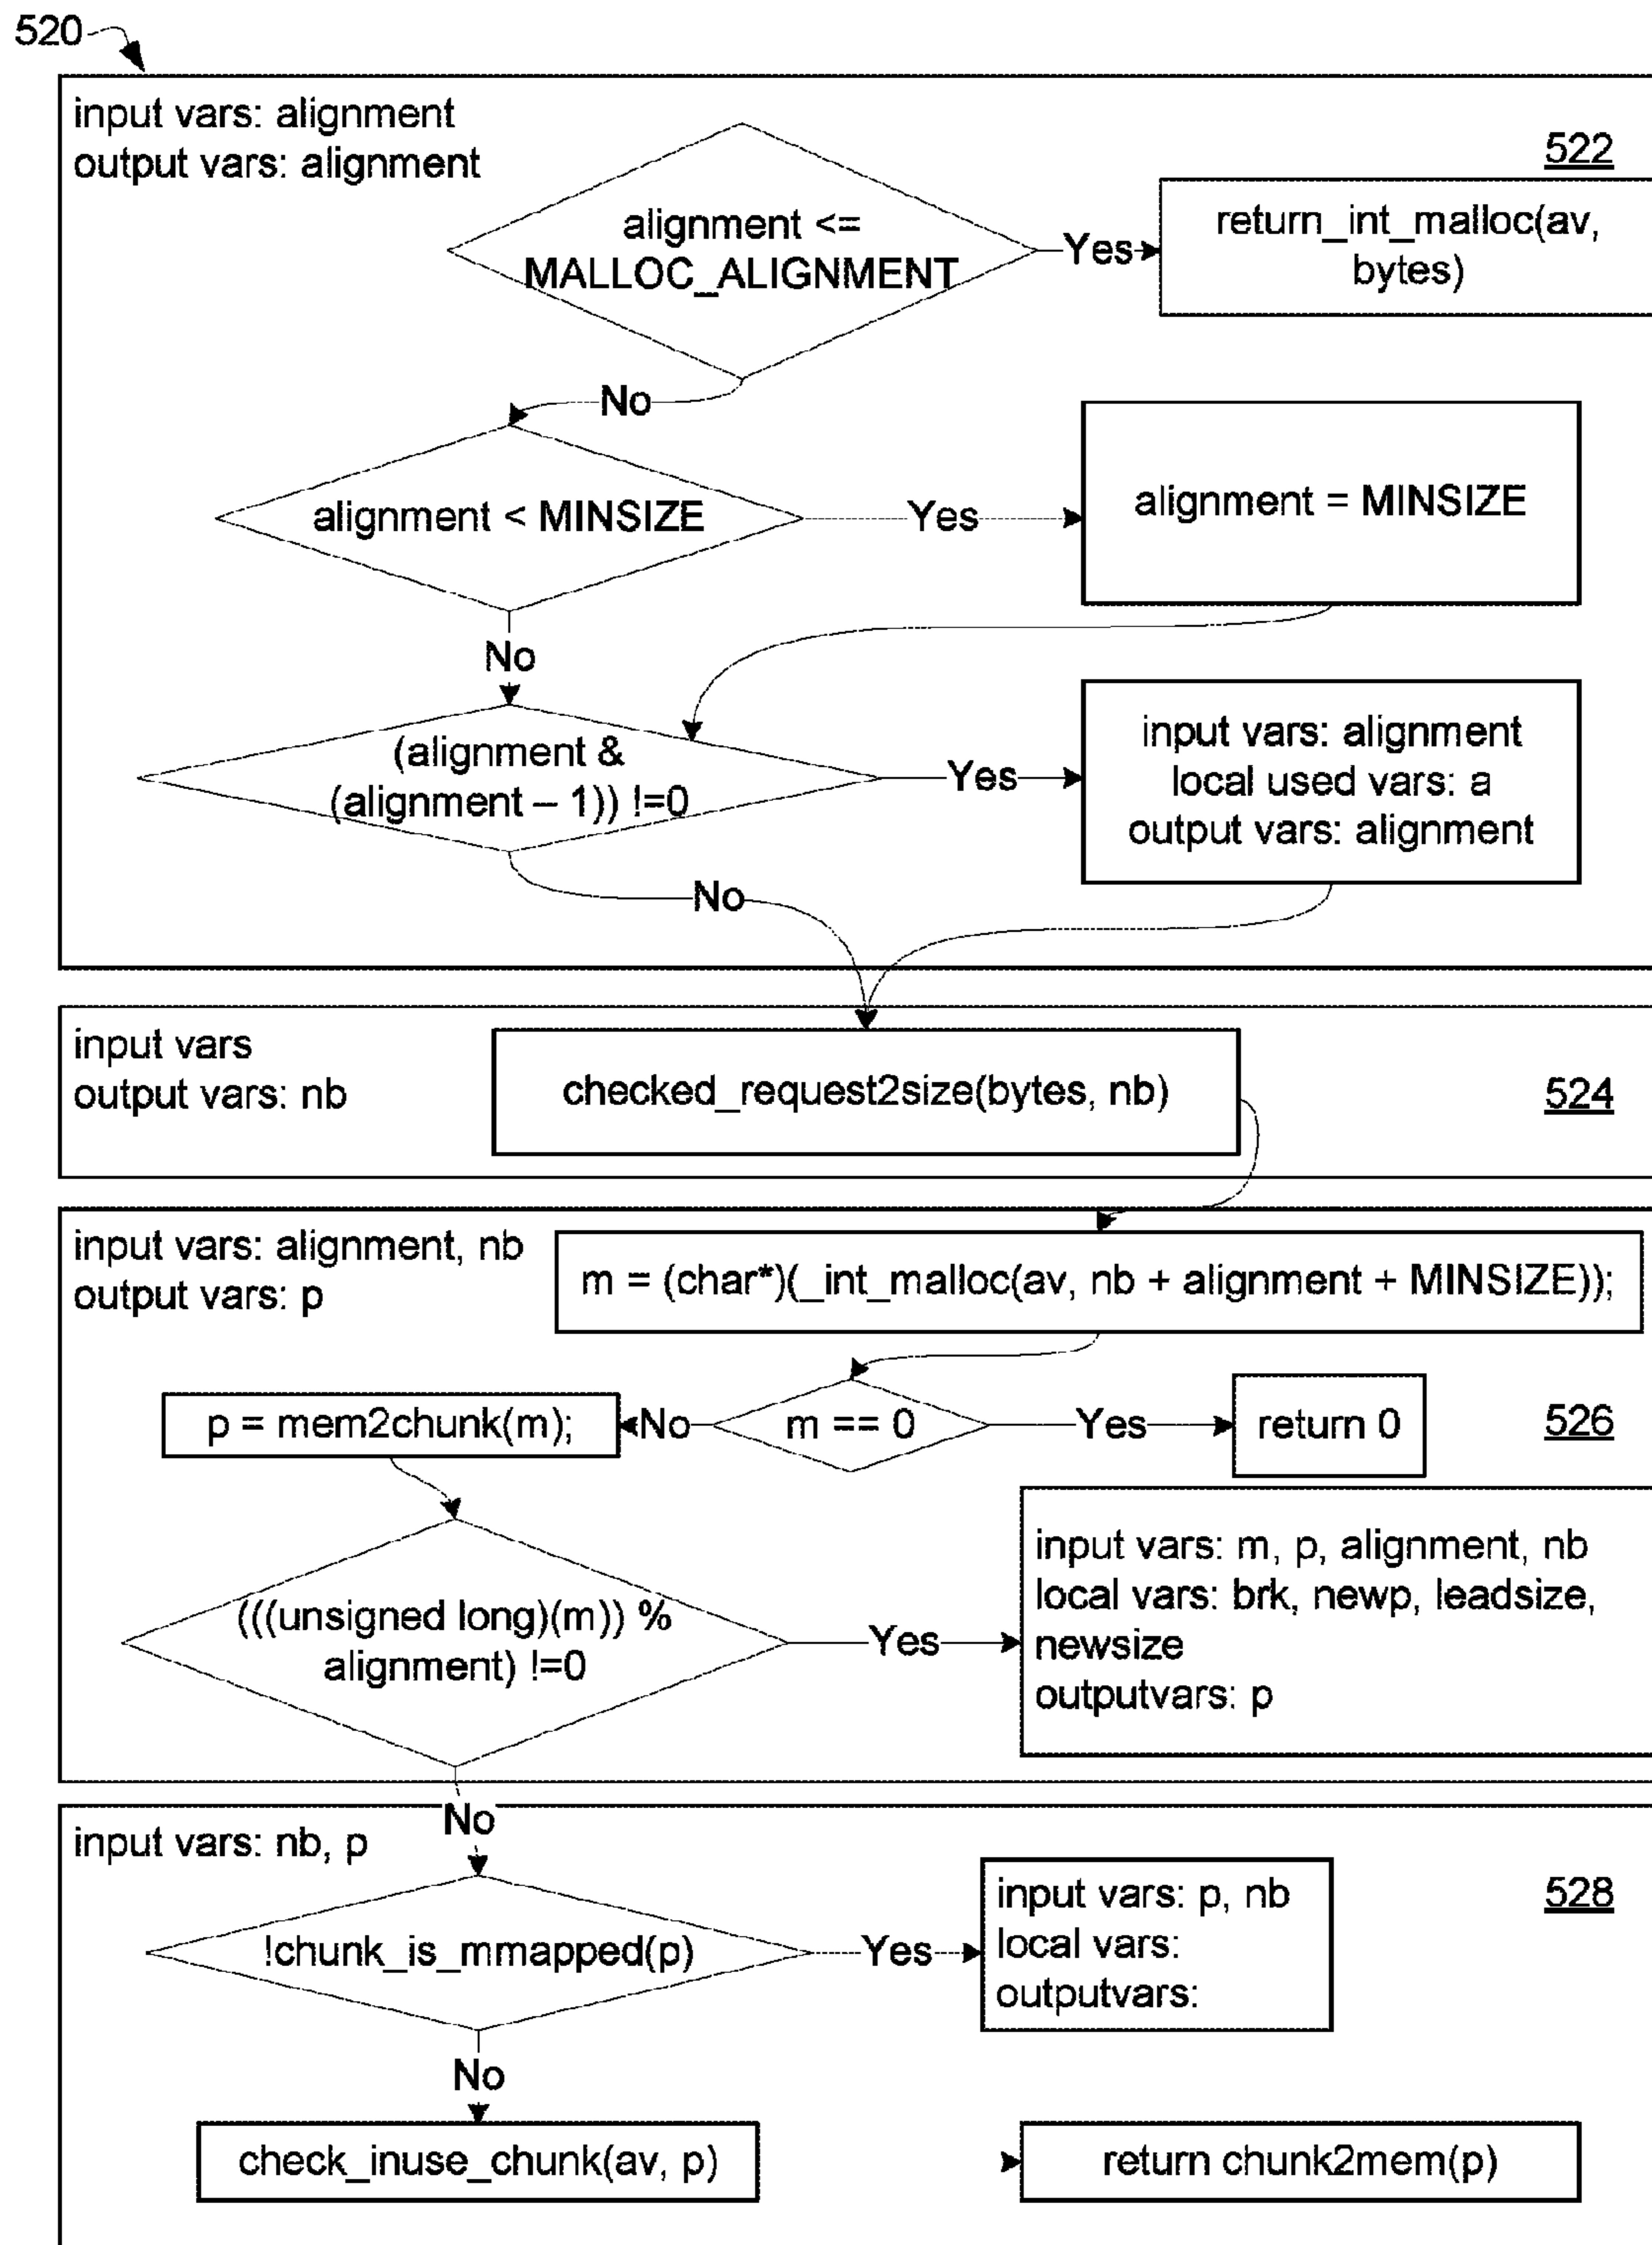 520
input vars: alignment
output vars: alignment
522
alignment <=
MALLOC_ALIGNMENT
Yes
return_int_malloc(av,
bytes)
No
alignment < MINSIZE
Yes
alignment = MINSIZE
No
(alignment &
(alignment – 1)) !=0
Yes
input vars: alignment
local used vars: a
output vars: alignment
No
input vars
output vars: nb
checked_request2size(bytes, nb)
524
input vars: alignment, nb
output vars: p
m = (char*)(_int_malloc(av, nb + alignment + MINSIZE));
p = mem2chunk(m);
No
m == 0
Yes
return 0
526
(((unsigned long)(m)) %
alignment) !=0
Yes
input vars: m, p, alignment, nb
local vars: brk, newp, leadsize,
newsize
outputvars: p
No
input vars: nb, p
528
!chunk_is_mmapped(p)
Yes
input vars: p, nb
local vars:
outputvars:
No
check_inuse_chunk(av, p)
return chunk2mem(p)